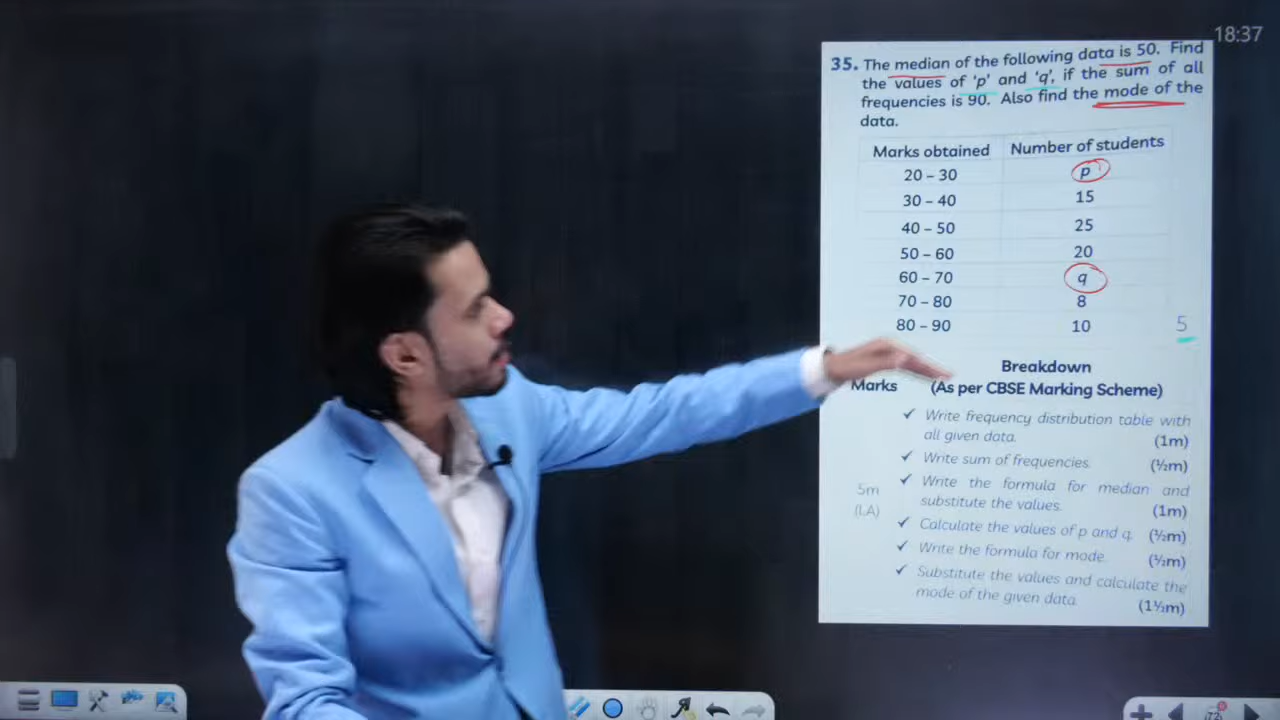 18:37
35. The median of the following data is 50. Find
the values of 'p' and 'q', if the sum of all
frequencies is 90. Also find the mode of the
data.
Marks obtained Number of students
20 – 30 p
30 – 40 15
40 – 50 25
50 – 60 20
60 – 70 q
70 – 80 8
80 – 90 10
5
Breakdown
Marks (As per CBSE Marking Scheme)
✓ Write frequency distribution table with
all given data. (1m)
✓ Write sum of frequencies. (½m)
✓ Write the formula for median and
substitute the values. (1m)
5m
(LA)
✓ Calculate the values of p and q. (½m)
✓ Write the formula for mode. (½m)
✓ Substitute the values and calculate the
mode of the given data. (1½m)